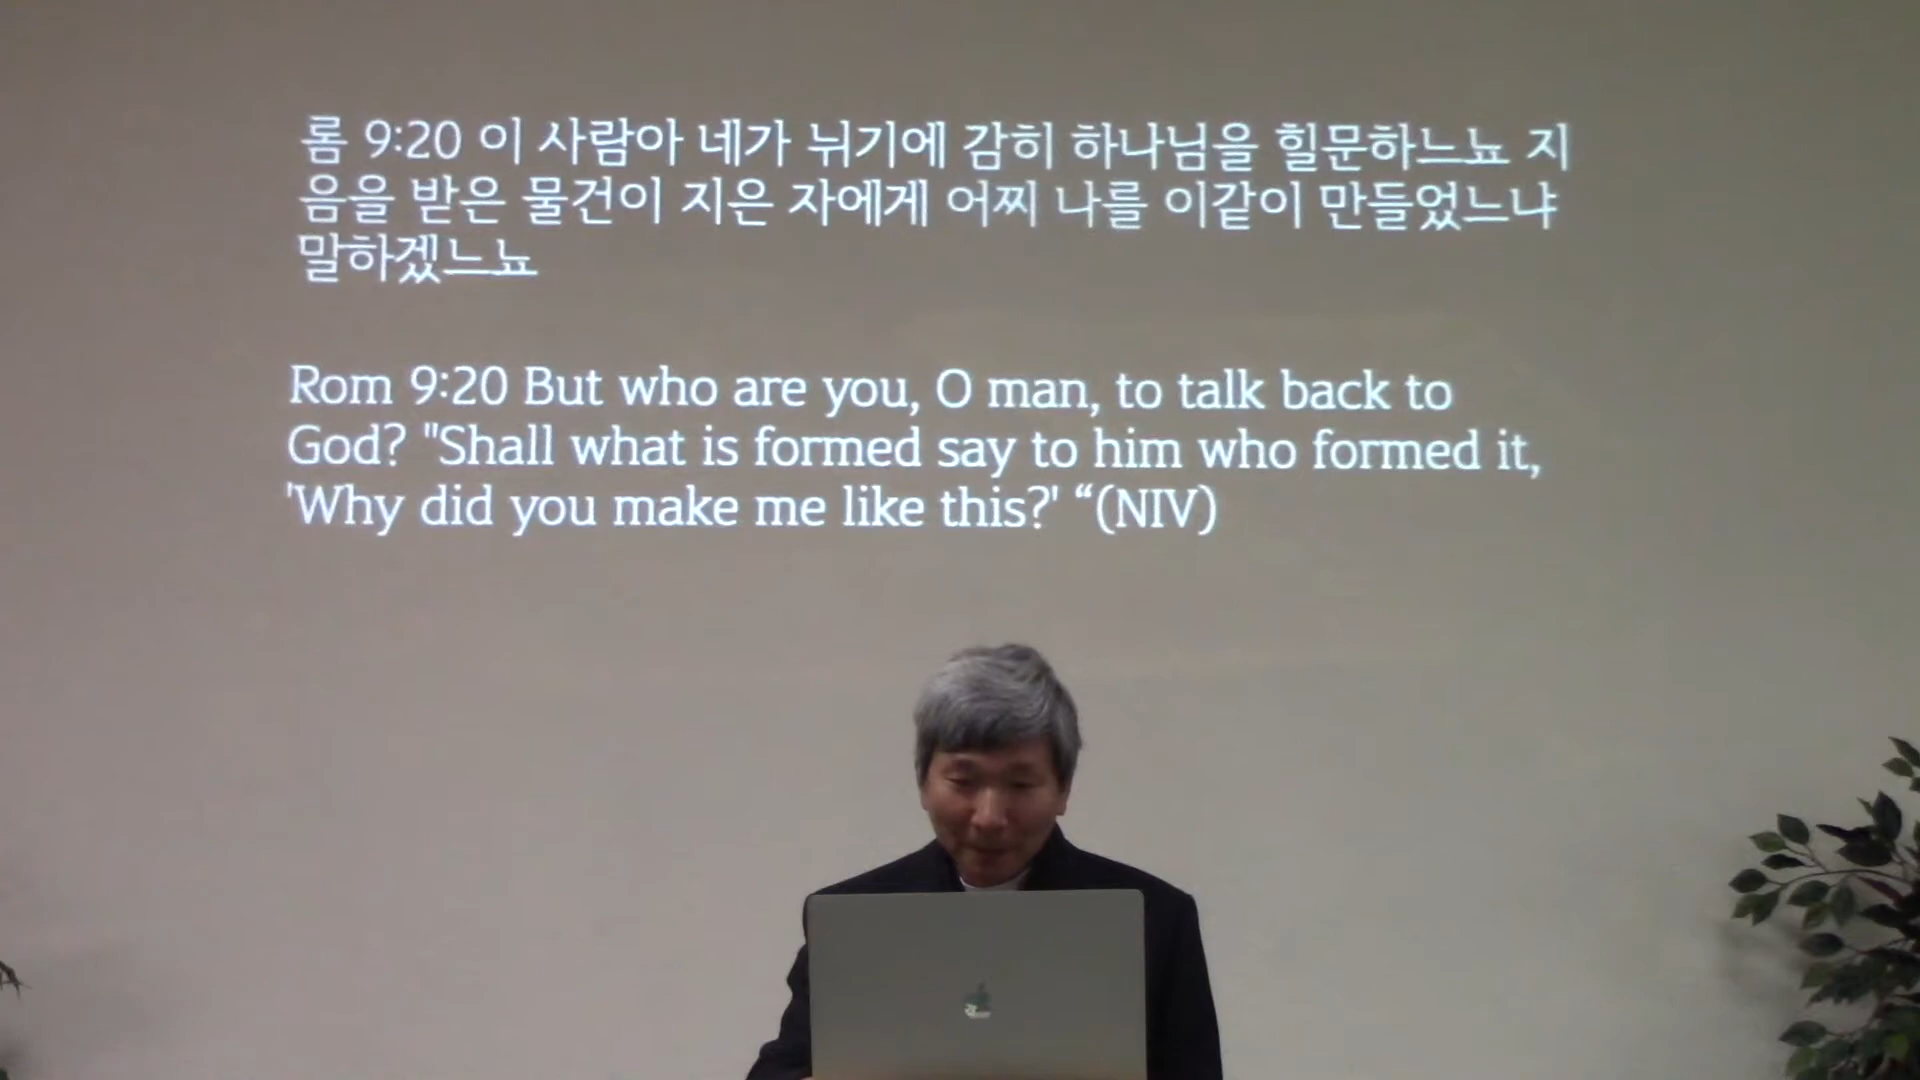 롬 9:20 이 사람아 네가 뉘기에 감히 하나님을 힐문하느뇨 지
음을 받은 물건이 지은 자에게 어찌 나를 이같이 만들었느냐
말하겠느뇨
Rom 9:20 But who are you, O man, to talk back to
God? "Shall what is formed say to him who formed it,
'Why did you make me like this?' “(NIV)